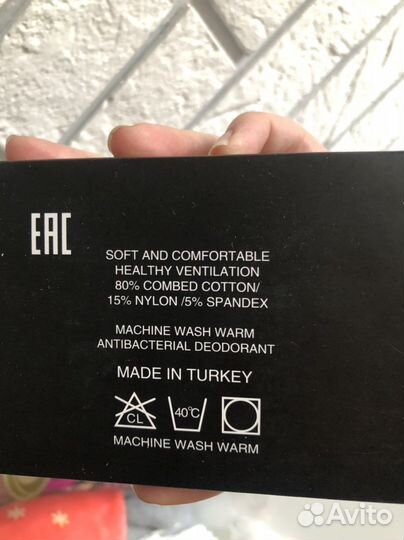 EAC
SOFT AND COMFORTABLE
HEALTHY VENTILATION
80% COMBED COTTON/
15% NYLON /5% SPANDEX
MACHINE WASH WARM
ANTIBACTERIAL DEODORANT
MADE IN TURKEY
CL 40°C
MACHINE WASH WARM
Avito